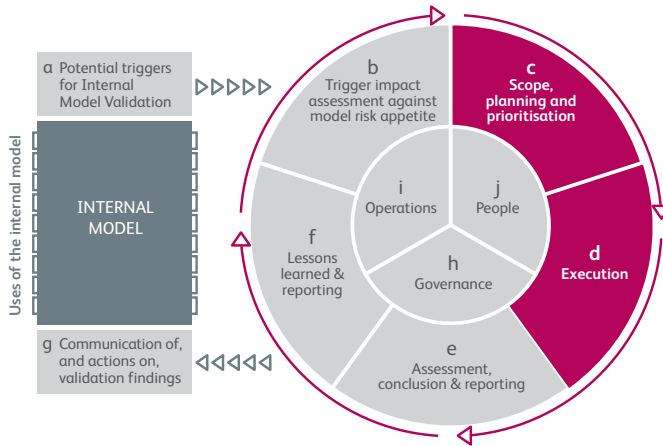 a Potential triggers
for Internal
Model Validation
Uses of the internal model
INTERNAL
MODEL
g Communication of,
and actions on,
validation findings
b
Trigger impact
assessment against
model risk appetite
c
Scope,
planning and
prioritisation
d
Execution
e
Assessment,
conclusion & reporting
f
Lessons
learned &
reporting
i
Operations
j
People
h
Governance